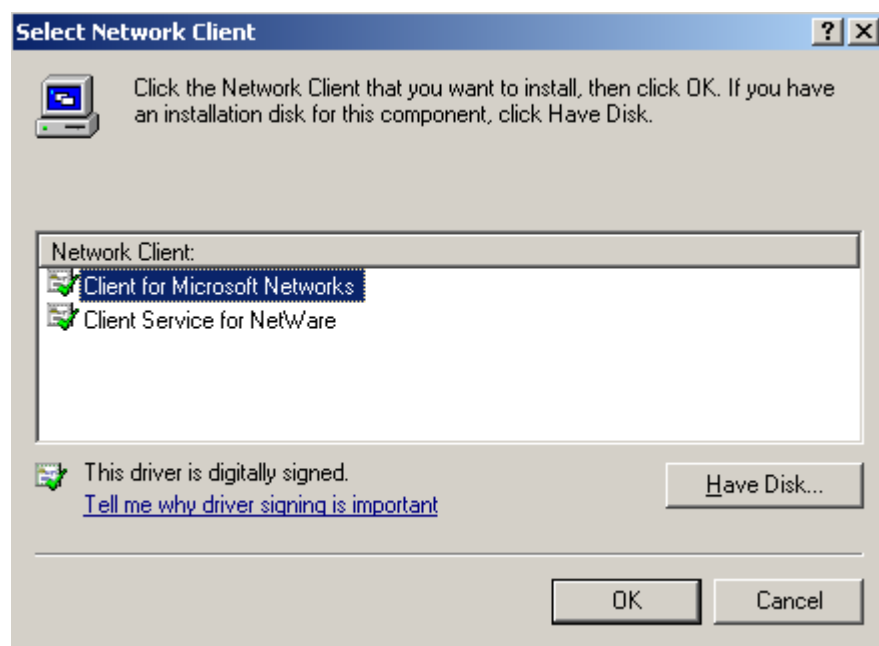 Select Network Client
Click the Network Client that you want to install, then click OK. If you have
an installation disk for this component, click Have Disk.
Network Client:
Client for Microsoft Networks
Client Service for NetWare
This driver is digitally signed.
Have Disk...
Tell me why driver signing is important
OK
Cancel